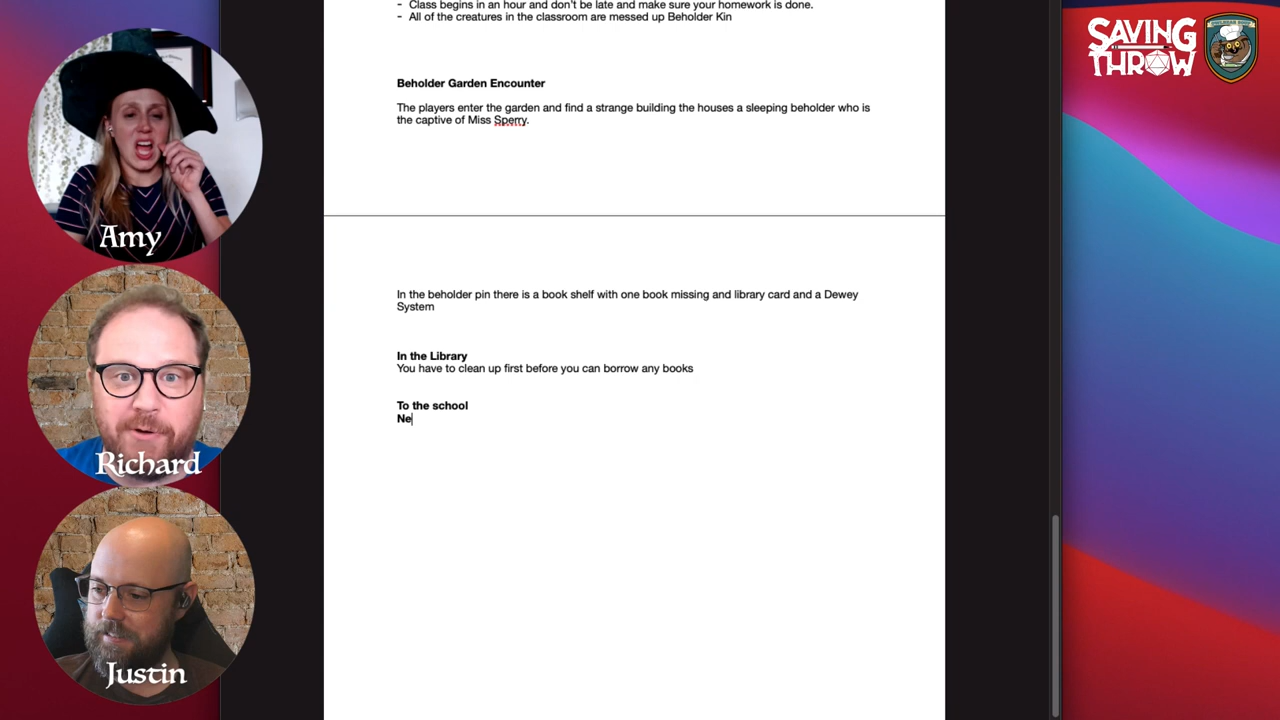 - Class begins in an hour and don't be late and make sure your homework is done.
- All of the creatures in the classroom are messed up Beholder Kin
Beholder Garden Encounter
The players enter the garden and find a strange building the houses a sleeping beholder who is
the captive of Miss Sperry.
In the beholder pin there is a book shelf with one book missing and library card and a Dewey
System
In the Library
You have to clean up first before you can borrow any books
To the school
Ne
Amy
Richard
Justin
SAVING
THROW